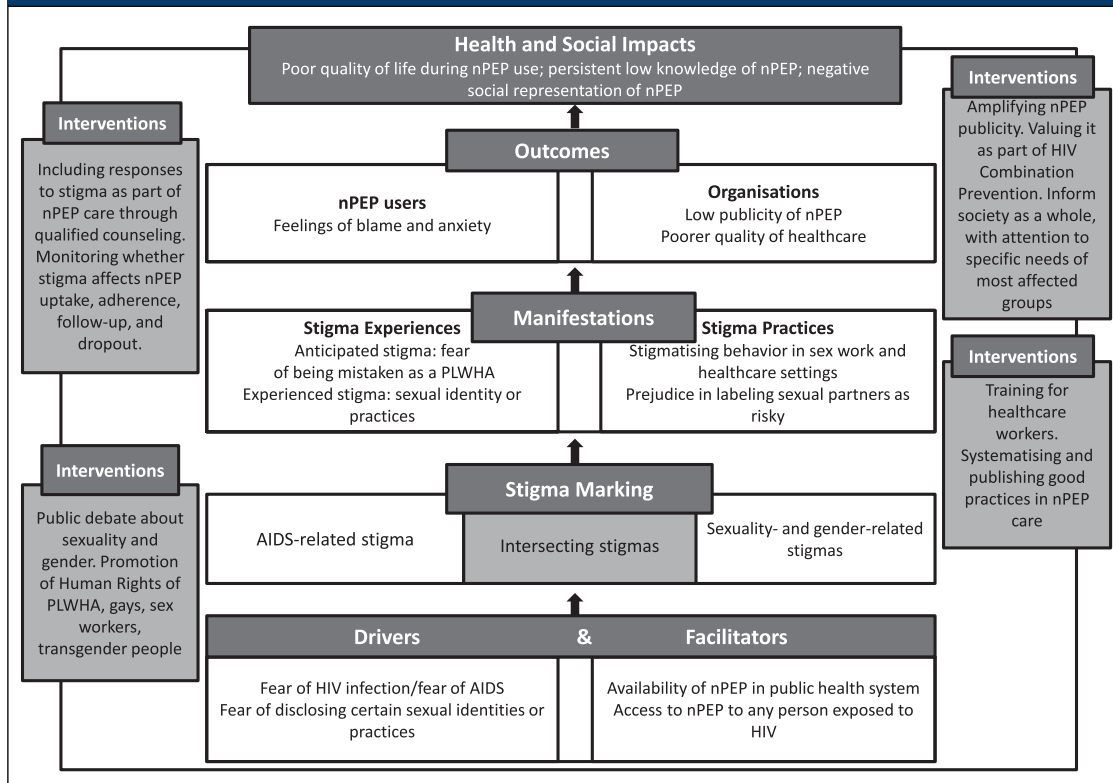 Health and Social Impacts
Poor quality of life during nPEP use; persistent low knowledge of nPEP; negative
social representation of nPEP
Interventions
Including responses
to stigma as part of
nPEP care through
qualified counseling.
Monitoring whether
stigma affects nPEP
uptake, adherence,
follow-up, and
dropout.
Interventions
Amplifying nPEP
publicity. Valuing it
as part of HIV
Combination
Prevention. Inform
society as a whole,
with attention to
specific needs of
most affected
groups
Outcomes
nPEP users
Feelings of blame and anxiety
Organisations
Low publicity of nPEP
Poorer quality of healthcare
Manifestations
Stigma Experiences
Anticipated stigma: fear
of being mistaken as a PLWHA
Experienced stigma: sexual identity or
practices
Stigma Practices
Stigmatising behavior in sex work and
healthcare settings
Prejudice in labeling sexual partners as
risky
Interventions
Training for
healthcare
workers.
Systematising and
publishing good
practices in nPEP
care
Interventions
Public debate about
sexuality and
gender. Promotion
of Human Rights of
PLWHA, gays, sex
workers,
transgender people
Stigma Marking
AIDS-related stigma
Intersecting stigmas
Sexuality- and gender-related
stigmas
Drivers & Facilitators
Fear of HIV infection/fear of AIDS
Fear of disclosing certain sexual identities or
practices
Availability of nPEP in public health system
Access to nPEP to any person exposed to
HIV